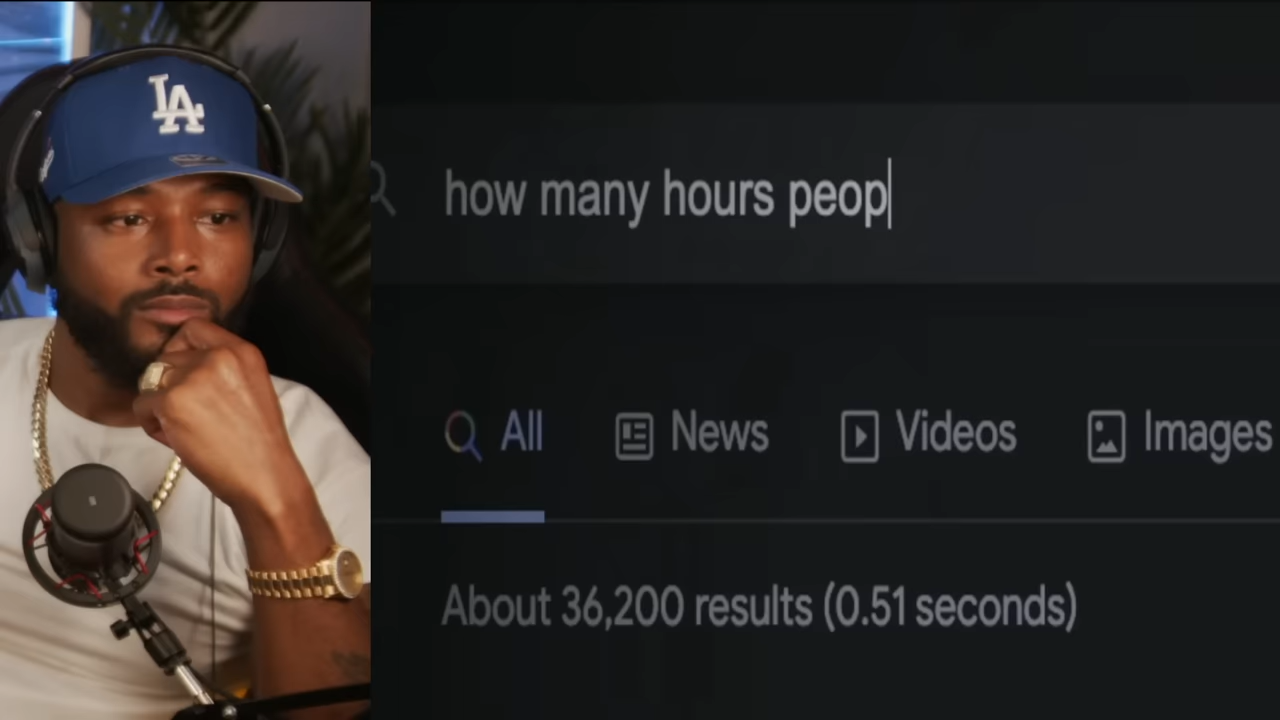 LA
how many hours peop
All News Videos Images
About 36,200 results (0.51 seconds)